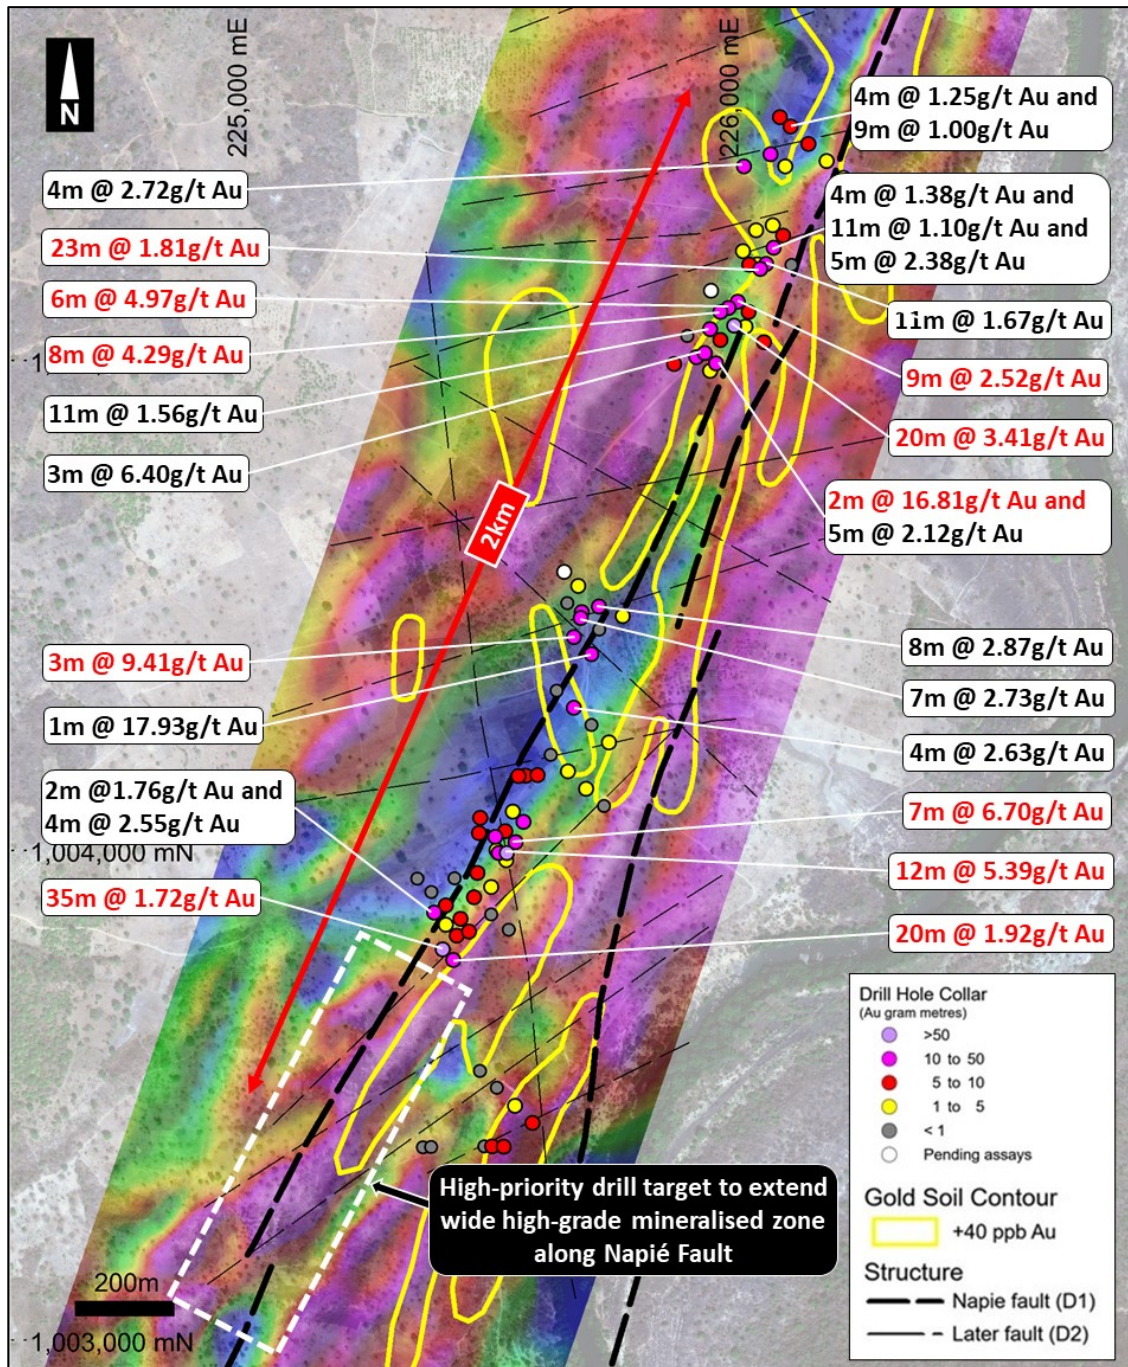 N
225,000 mE
226,000 mE
4m @ 1.25g/t Au and
9m @ 1.00g/t Au
4m @ 2.72g/t Au
4m @ 1.38g/t Au and
11m @ 1.10g/t Au and
5m @ 2.38g/t Au
23m @ 1.81g/t Au
6m @ 4.97g/t Au
11m @ 1.67g/t Au
8m @ 4.29g/t Au
9m @ 2.52g/t Au
11m @ 1.56g/t Au
20m @ 3.41g/t Au
3m @ 6.40g/t Au
2m @ 16.81g/t Au and
5m @ 2.12g/t Au
2km
8m @ 2.87g/t Au
3m @ 9.41g/t Au
7m @ 2.73g/t Au
1m @ 17.93g/t Au
4m @ 2.63g/t Au
2m @1.76g/t Au and
4m @ 2.55g/t Au
7m @ 6.70g/t Au
1,004,000 mN
12m @ 5.39g/t Au
35m @ 1.72g/t Au
20m @ 1.92g/t Au
Drill Hole Collar
(Au gram metres)
>50
10 to 50
5 to 10
1 to 5
< 1
Pending assays
Gold Soil Contour
+40 ppb Au
Structure
Napie fault (D1)
Later fault (D2)
High-priority drill target to extend
wide high-grade mineralised zone
along Napié Fault
200m
1,003,000 mN